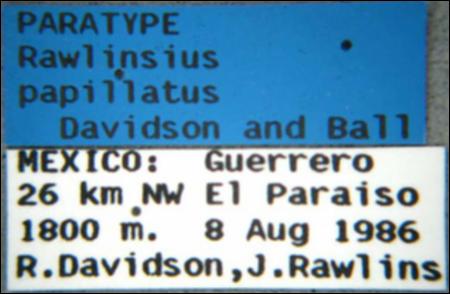 PARATYPE
Rawlinsius
papillatus
Davidson and Ball
MEXICO: Guerrero
26 km NW El Paraiso
1800 m. 8 Aug 1986
R.Davidson,J.Rawlins